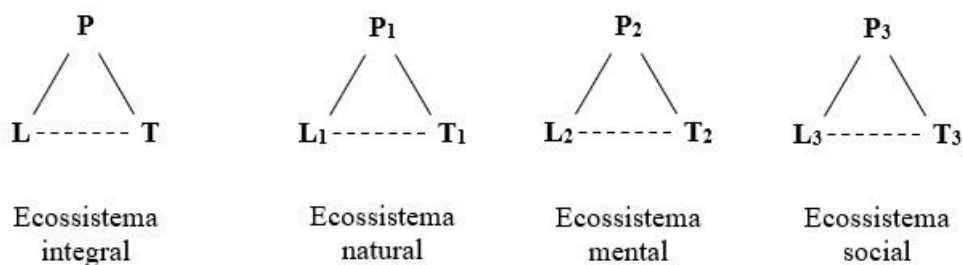 P P₁ P₂ P₃
L T L₁ T₁ L₂ T₂ L₃ T₃
Ecossistema Ecossistema Ecossistema Ecossistema
integral natural mental social